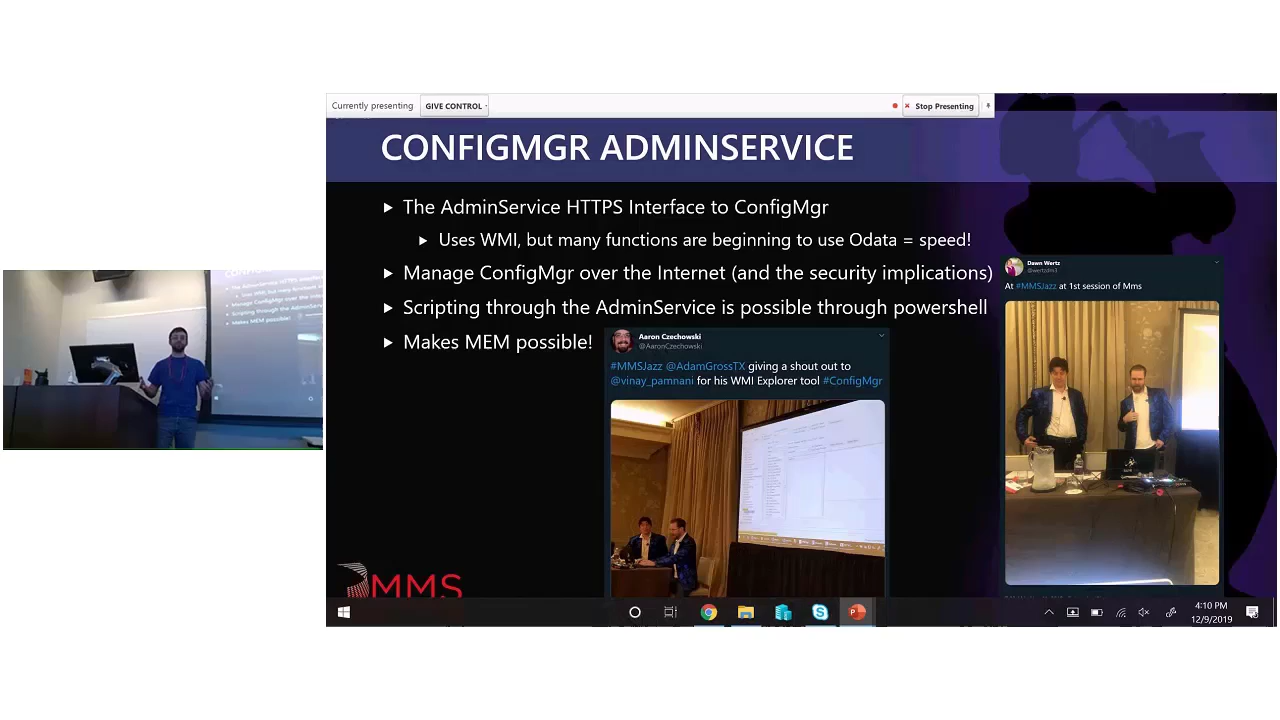 Currently presenting
GIVE CONTROL
Stop Presenting
CONFIGMGR ADMINSERVICE
The AdminService HTTPS Interface to ConfigMgr
Uses WMI, but many functions are beginning to use Odata = speed!
Manage ConfigMgr over the Internet (and the security implications)
Scripting through the AdminService is possible through powershell
Makes MEM possible!
Aaron Czechowski
@AaronCzechowski
#MMSJazz @AdamGrossTX giving a shout out to
@vinay_pamnani for his WMI Explorer tool #ConfigMgr
Dawn Wertz
@wertzdm3
At #MMSJazz at 1st session of Mms
MMS
4:10 PM
12/9/2019